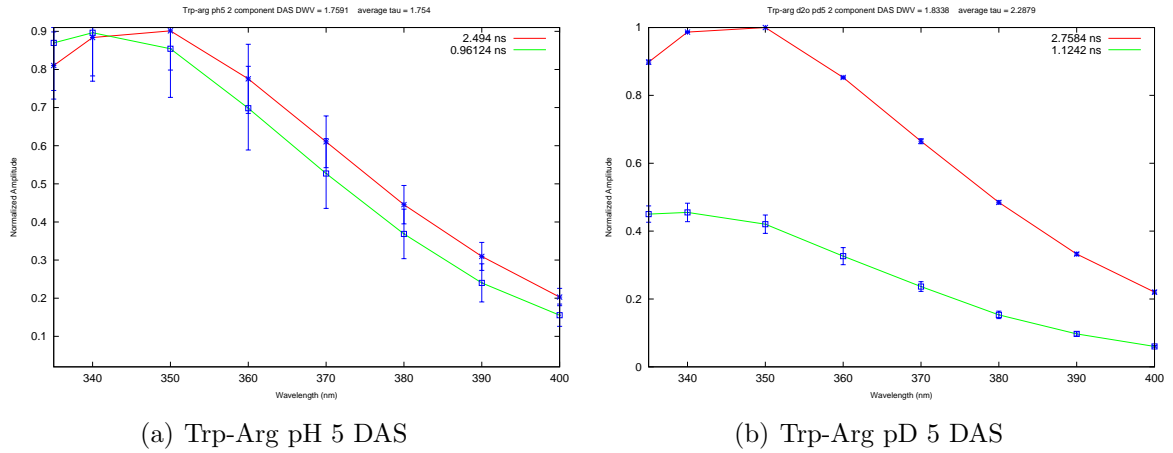 Trp-arg ph5 2 component DAS DWV = 1.7591 average tau = 1.754
2.494 ns
0.96124 ns
0.9
0.8
0.7
0.6
0.5
0.4
0.3
0.2
0.1
Normalized Amplitude
340 350 360 370 380 390 400
Wavelength (nm)
(a) Trp-Arg pH 5 DAS
Trp-arg d2o pd5 2 component DAS DWV = 1.8338 average tau = 2.2879
2.7584 ns
1.1242 ns
1
0.8
0.6
0.4
0.2
0
Normalized Amplitude
340 350 360 370 380 390 400
Wavelength (nm)
(b) Trp-Arg pD 5 DAS